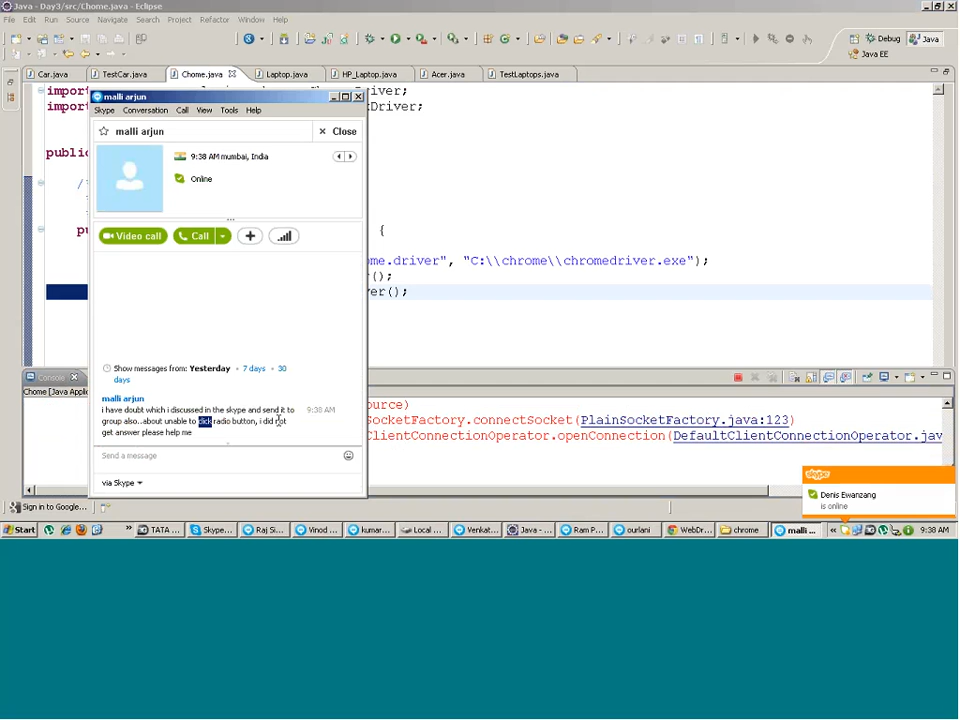 Java - Day3/src/Chome.java - Eclipse
File Edit Run Source Navigate Search Project Refactor Window Help
Debug Java
Java EE
Car.java TestCar.java Chome.java Laptop.java HP_Laptop.java Acer.java TestLaptops.java
malli arjun
Skype Conversation Call View Tools Help
malli arjun Close
9:38 AM mumbai, India
Online
Video call Call
Show messages from: Yesterday • 7 days • 30
days
malli arjun
i have doubt which i discussed in the skype and send it to 9:38 AM
group also..about unable to click radio button, i did not
get answer please help me
Send a message
via Skype
import
import
public
{
ome.driver", "C:\\chrome\\chromedriver.exe");
r();
ver();
Console
Chome [Java Appl
ource)
SocketFactory.connectSocket(PlainSocketFactory.java:123)
ClientConnectionOperator.openConnection(DefaultClientConnectionOperator.jav
skype
Denis Ewanzang
is online
Sign in to Google...
Start TATA ... Skype... Raj Si... Vinod ... kumar... Local ... Venkat... Java - ... Ram P... ourlani WebDr... chrome malli ... 9:38 AM